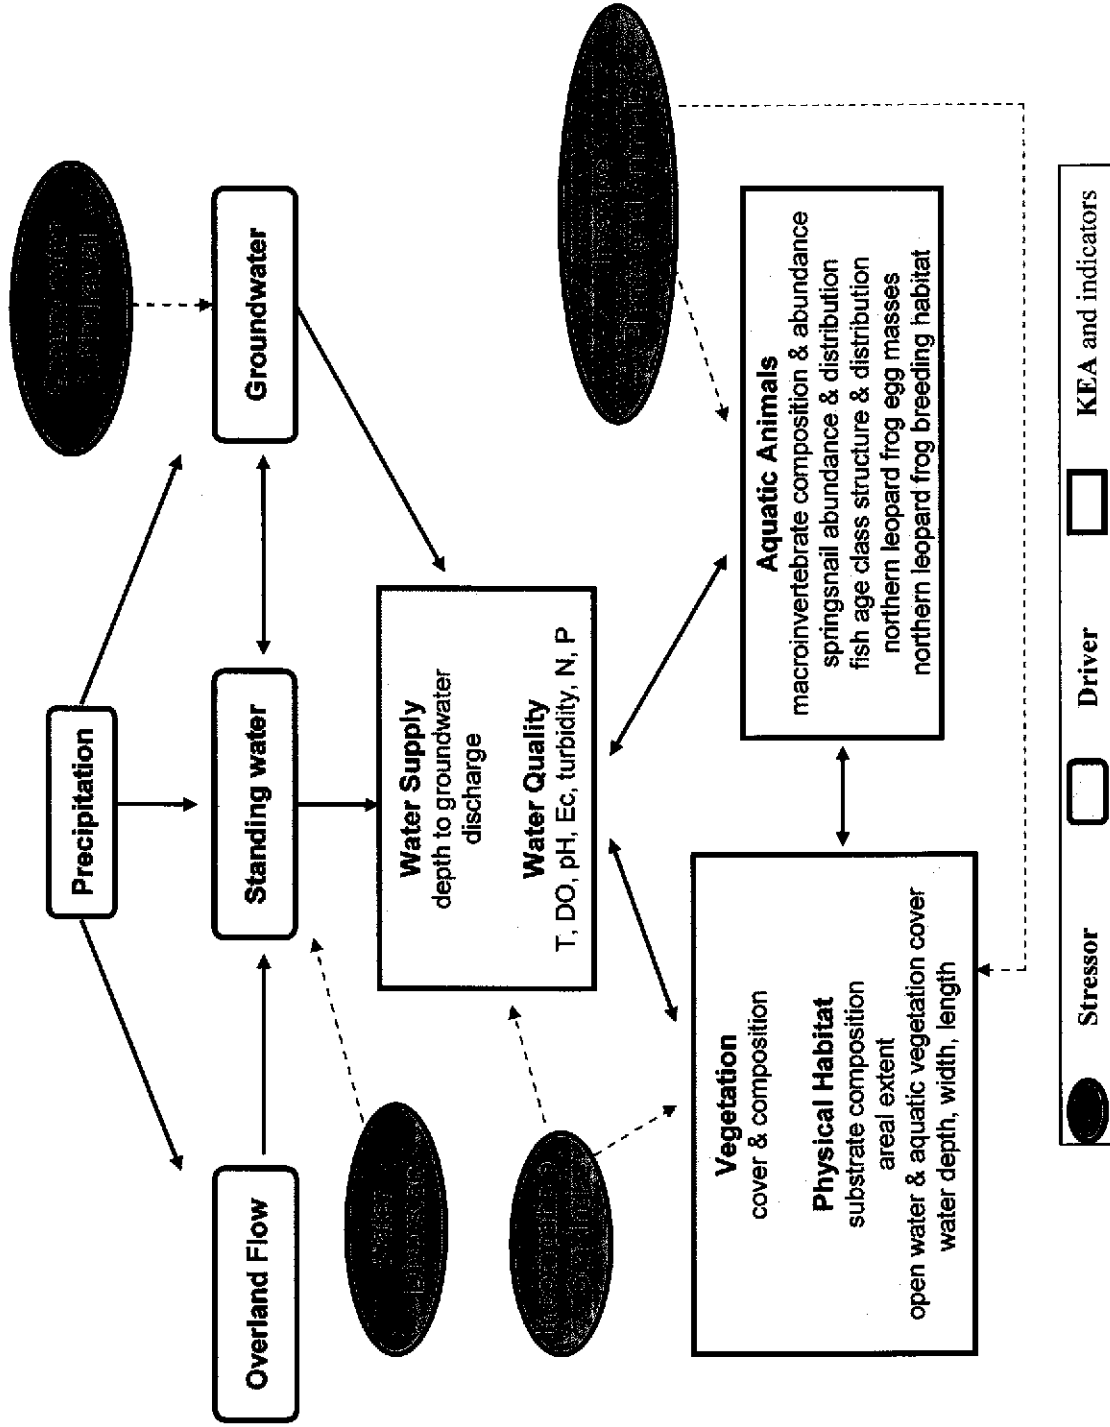 Precipitation
Overland Flow
Standing water
Groundwater
Water Supply
depth to groundwater
discharge
Water Quality
T, DO, pH, Ec, turbidity, N, P
Vegetation
cover & composition
Physical Habitat
substrate composition
areal extent
open water & aquatic vegetation cover
water depth, width, length
Aquatic Animals
macroinvertebrate composition & abundance
springsnail abundance & distribution
fish age class structure & distribution
northern leopard frog egg masses
northern leopard frog breeding habitat
Stressor
Driver
KEA and indicators